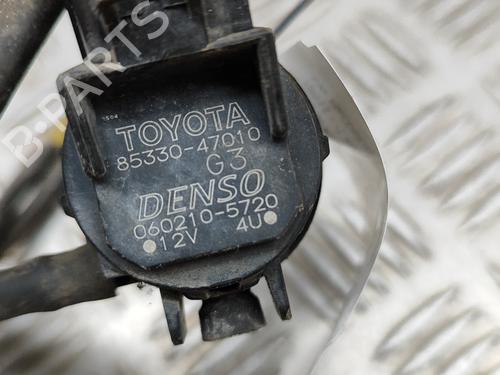 TOYOTA
85330-47010
G3
DENSO
060210-5720
12V 4U
B-PARTS